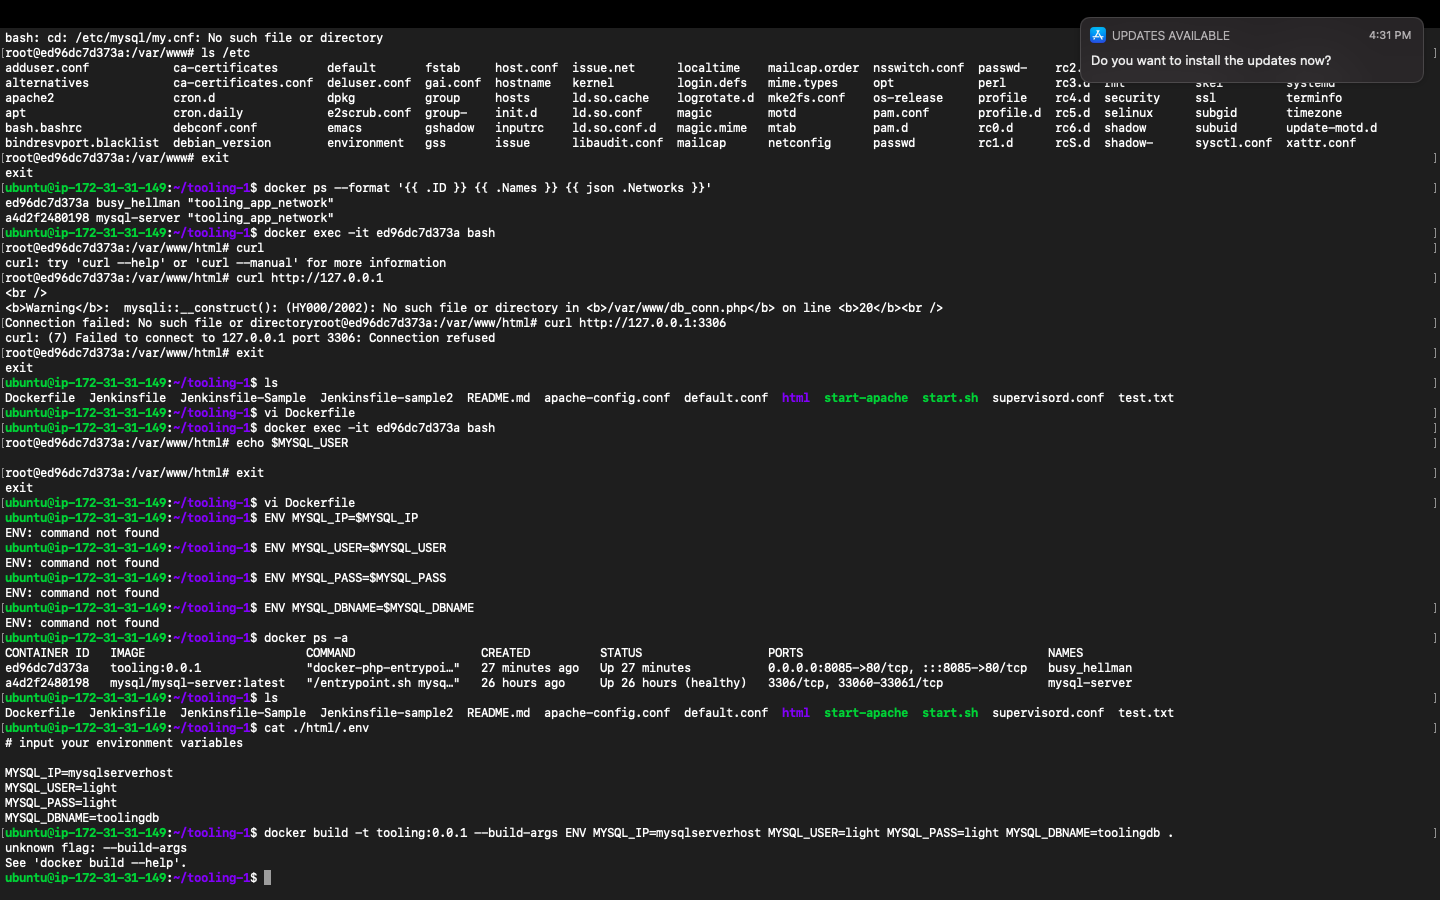 bash: cd: /etc/mysql/my.cnf: No such file or directory
[root@ed96dc7d373a:/var/www# ls /etc ]
adduser.conf ca-certificates default fstab host.conf issue.net localtime mailcap.order nsswitch.conf passwd- rc2.
alternatives ca-certificates.conf deluser.conf gai.conf hostname kernel login.defs mime.types opt perl rc3.d rmt skel systemd
apache2 cron.d dpkg group hosts ld.so.cache logrotate.d mke2fs.conf os-release profile rc4.d security ssl terminfo
apt cron.daily e2scrub.conf group- init.d ld.so.conf magic motd pam.conf profile.d rc5.d selinux subgid timezone
bash.bashrc debconf.conf emacs gshadow inputrc ld.so.conf.d magic.mime mtab pam.d rc0.d rc6.d shadow subuid update-motd.d
bindresvport.blacklist debian_version environment gss issue libaudit.conf mailcap netconfig passwd rc1.d rcS.d shadow- sysctl.conf xattr.conf
[root@ed96dc7d373a:/var/www# exit ]
exit
[ubuntu@ip-172-31-31-149:~/tooling-1$ docker ps --format '{{ .ID }} {{ .Names }} {{ json .Networks }}' ]
ed96dc7d373a busy_hellman "tooling_app_network"
a4d2f2480198 mysql-server "tooling_app_network"
[ubuntu@ip-172-31-31-149:~/tooling-1$ docker exec -it ed96dc7d373a bash ]
[root@ed96dc7d373a:/var/www/html# curl ]
curl: try 'curl --help' or 'curl --manual' for more information
[root@ed96dc7d373a:/var/www/html# curl http://127.0.0.1 ]
<br />
<b>Warning</b>: mysqli::__construct(): (HY000/2002): No such file or directory in <b>/var/www/db_conn.php</b> on line <b>20</b><br />
[Connection failed: No such file or directoryroot@ed96dc7d373a:/var/www/html# curl http://127.0.0.1:3306 ]
curl: (7) Failed to connect to 127.0.0.1 port 3306: Connection refused
[root@ed96dc7d373a:/var/www/html# exit ]
exit
[ubuntu@ip-172-31-31-149:~/tooling-1$ ls ]
Dockerfile Jenkinsfile Jenkinsfile-Sample Jenkinsfile-sample2 README.md apache-config.conf default.conf html start-apache start.sh supervisord.conf test.txt
[ubuntu@ip-172-31-31-149:~/tooling-1$ vi Dockerfile ]
[ubuntu@ip-172-31-31-149:~/tooling-1$ docker exec -it ed96dc7d373a bash ]
[root@ed96dc7d373a:/var/www/html# echo $MYSQL_USER ]
[root@ed96dc7d373a:/var/www/html# exit ]
exit
[ubuntu@ip-172-31-31-149:~/tooling-1$ vi Dockerfile ]
ubuntu@ip-172-31-31-149:~/tooling-1$ ENV MYSQL_IP=$MYSQL_IP
ENV: command not found
ubuntu@ip-172-31-31-149:~/tooling-1$ ENV MYSQL_USER=$MYSQL_USER
ENV: command not found
ubuntu@ip-172-31-31-149:~/tooling-1$ ENV MYSQL_PASS=$MYSQL_PASS
ENV: command not found
[ubuntu@ip-172-31-31-149:~/tooling-1$ ENV MYSQL_DBNAME=$MYSQL_DBNAME ]
ENV: command not found
[ubuntu@ip-172-31-31-149:~/tooling-1$ docker ps -a ]
CONTAINER ID IMAGE COMMAND CREATED STATUS PORTS NAMES
ed96dc7d373a tooling:0.0.1 "docker-php-entrypoi…" 27 minutes ago Up 27 minutes 0.0.0.0:8085->80/tcp, :::8085->80/tcp busy_hellman
a4d2f2480198 mysql/mysql-server:latest "/entrypoint.sh mysq…" 26 hours ago Up 26 hours (healthy) 3306/tcp, 33060-33061/tcp mysql-server
[ubuntu@ip-172-31-31-149:~/tooling-1$ ls ]
Dockerfile Jenkinsfile Jenkinsfile-Sample Jenkinsfile-sample2 README.md apache-config.conf default.conf html start-apache start.sh supervisord.conf test.txt
[ubuntu@ip-172-31-31-149:~/tooling-1$ cat ./html/.env ]
# input your environment variables
MYSQL_IP=mysqlserverhost
MYSQL_USER=light
MYSQL_PASS=light
MYSQL_DBNAME=toolingdb
[ubuntu@ip-172-31-31-149:~/tooling-1$ docker build -t tooling:0.0.1 --build-args ENV MYSQL_IP=mysqlserverhost MYSQL_USER=light MYSQL_PASS=light MYSQL_DBNAME=toolingdb . ]
unknown flag: --build-args
See 'docker build --help'.
ubuntu@ip-172-31-31-149:~/tooling-1$
UPDATES AVAILABLE 4:31 PM
Do you want to install the updates now?